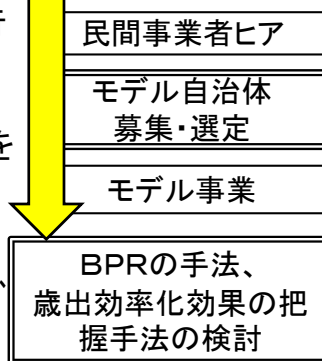 民間事業者ヒア
モデル自治体
募集・選定
を
モデル事業
BPRの手法、
歳出効率化効果の把
握手法の検討